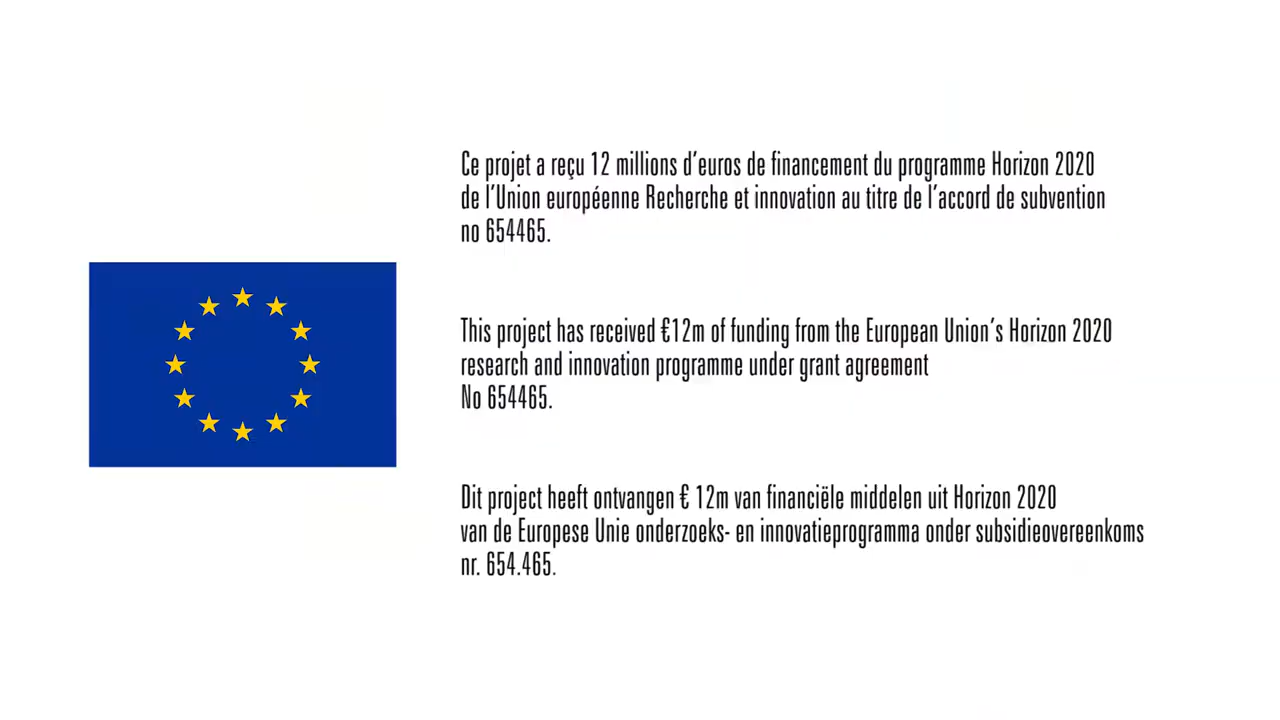 Ce projet a reçu 12 millions d’euros de financement du programme Horizon 2020
de l’Union européenne Recherche et innovation au titre de l’accord de subvention
no 654465.
This project has received €12m of funding from the European Union’s Horizon 2020
research and innovation programme under grant agreement
No 654465.
Dit project heeft ontvangen € 12m van financiële middelen uit Horizon 2020
van de Europese Unie onderzoeks- en innovatieprogramma onder subsidieovereenkoms
nr. 654.465.